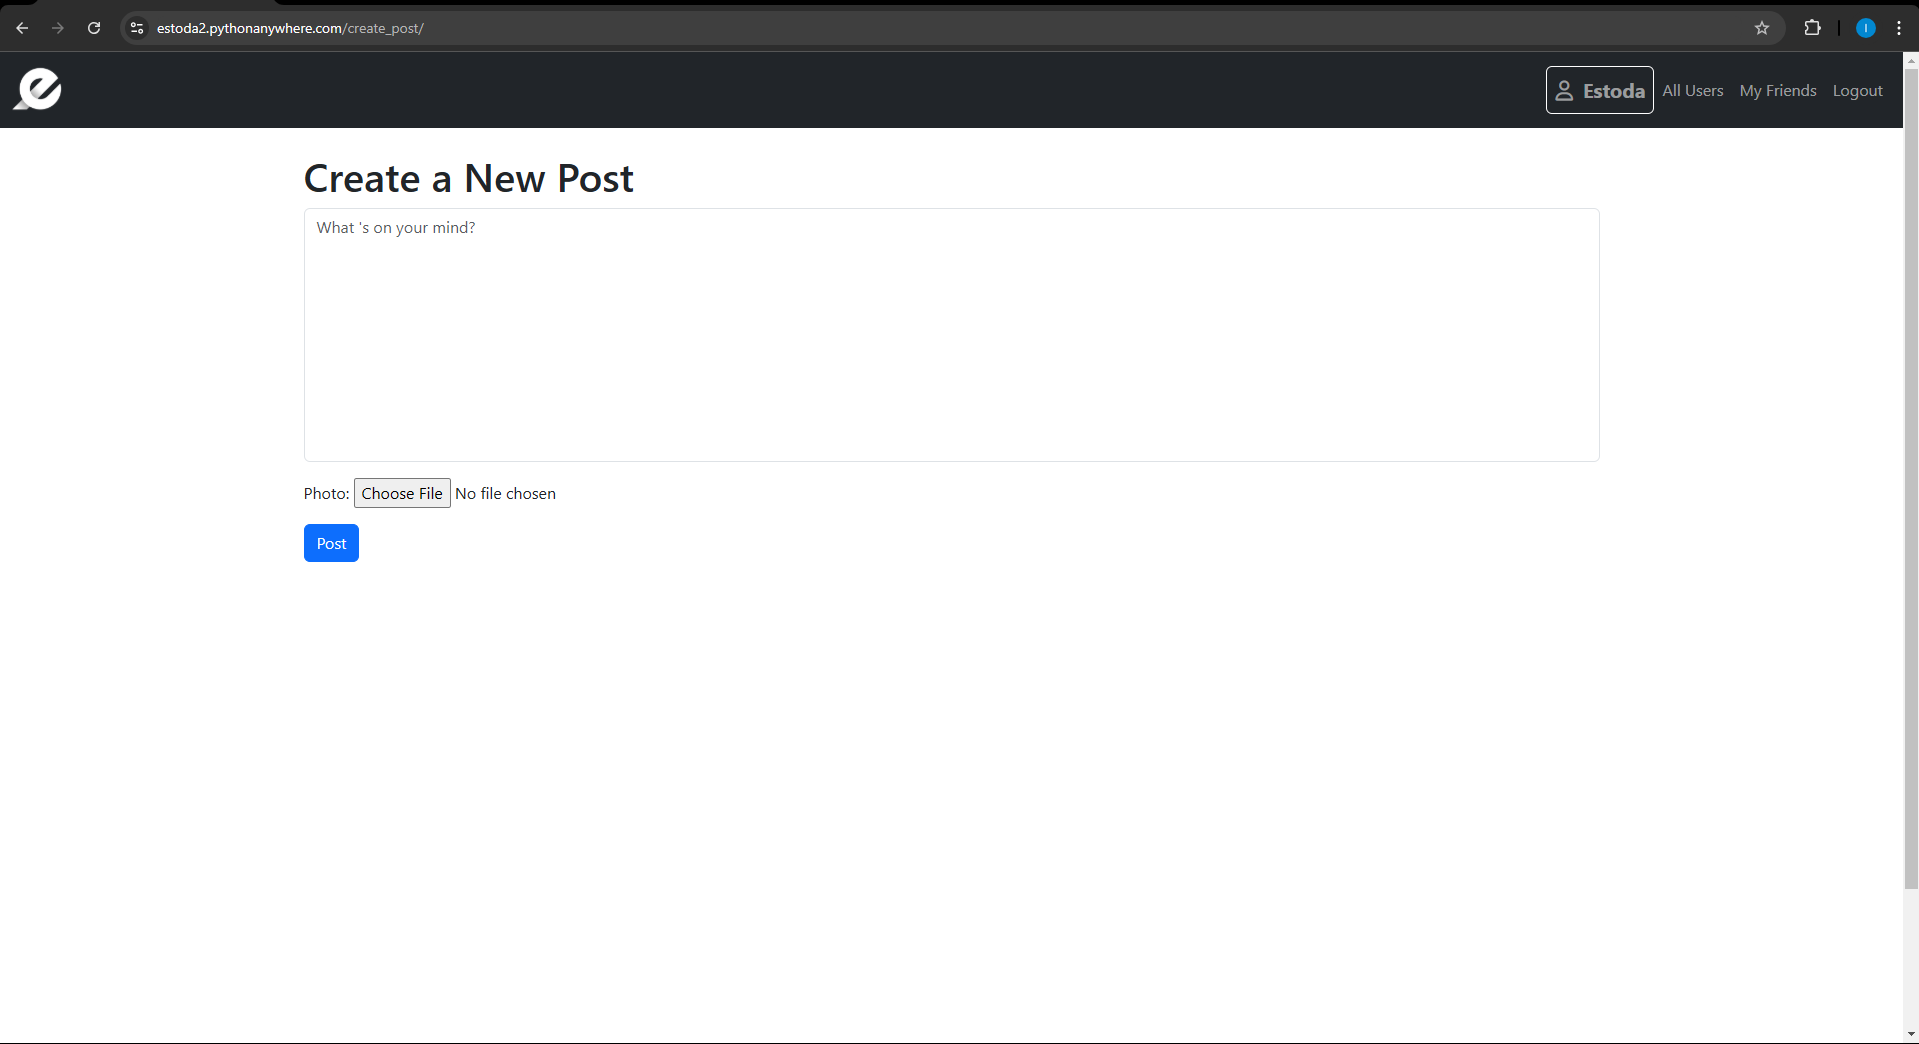 estoda2.pythonanywhere.com/create_post/
I
e
Estoda All Users My Friends Logout
Create a New Post
What 's on your mind?
Photo: Choose File No file chosen
Post